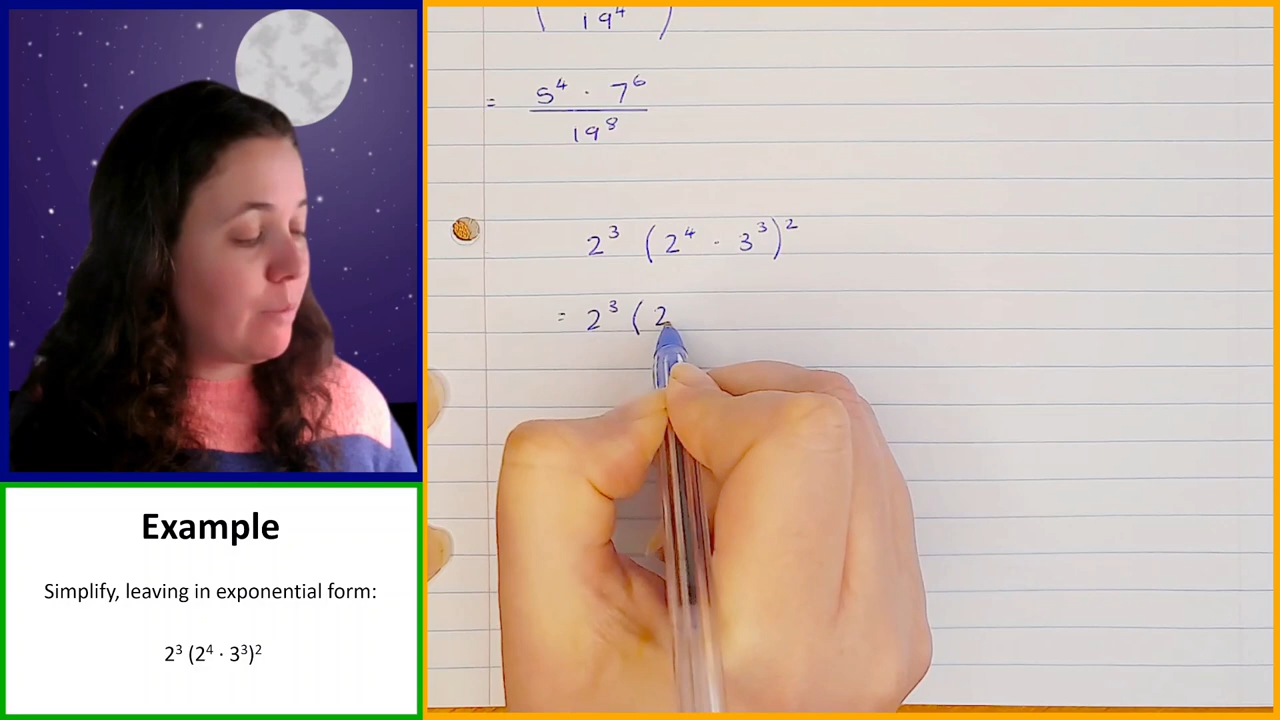 19⁴
= 5⁴ · 7⁶
19⁸
2³ (2⁴ · 3³)²
= 2³ ( 2
Example
Simplify, leaving in exponential form:
2³ (2⁴ · 3³)²